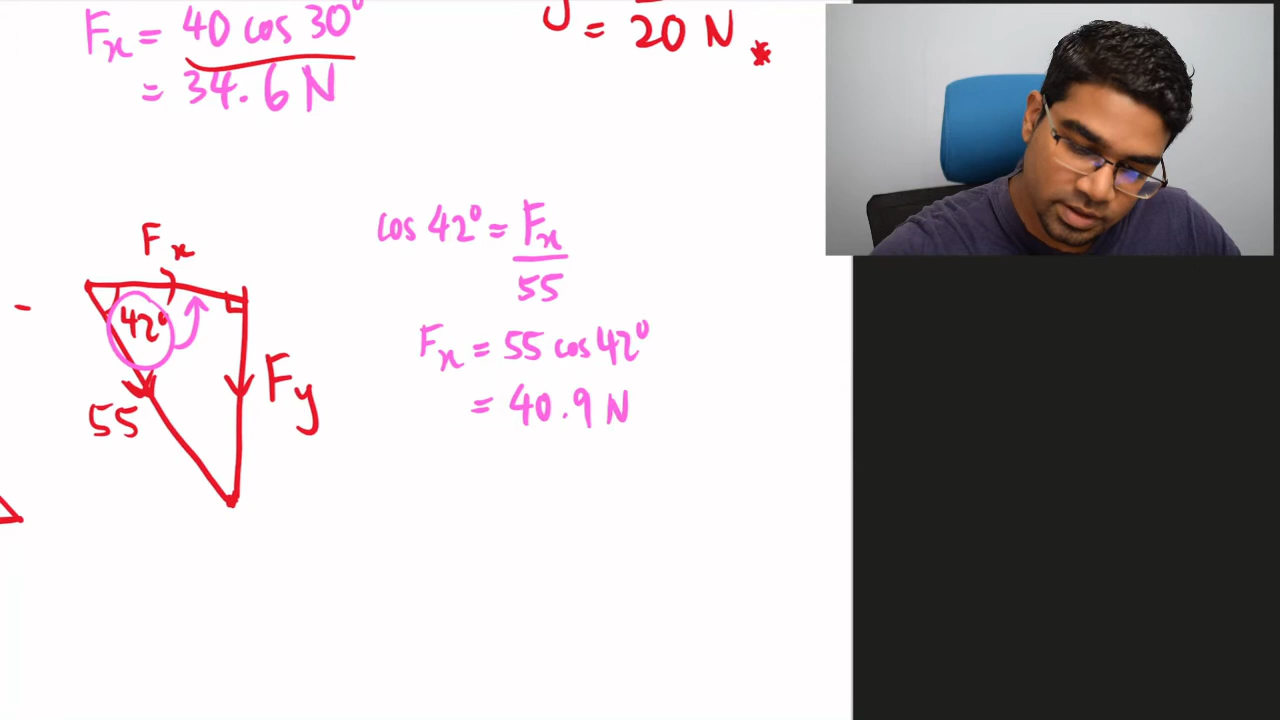 Fx = 40 cos 30°
= 34.6 N
= 20 N *
Fx
42°
55
Fy
cos 42° = Fx
55
Fx = 55 cos 42°
= 40.9 N